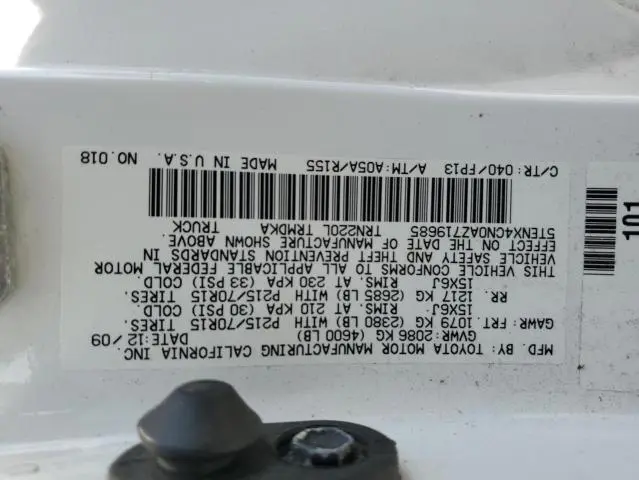 MFD. BY: TOYOTA MOTOR MANUFACTURING CALIFORNIA INC.
GVWR: 2086 KG (4600 LB) DATE: 12/09
GAWR: FRT. 1079 KG (2380 LB) WITH P215/70R15 TIRES.
15X6J RIMS. AT 210 KPA (30 PSI) COLD
RR. 1217 KG (2685 LB) WITH P215/70R15 TIRES.
15X6J RIMS. AT 230 KPA (33 PSI) COLD
THIS VEHICLE CONFORMS TO ALL APPLICABLE FEDERAL MOTOR
VEHICLE SAFETY AND THEFT PREVENTION STANDARDS IN
EFFECT ON THE DATE OF MANUFACTURE SHOWN ABOVE.
5TENX4CN0AZ719685 TRN220L TRMDKA TRUCK
C/TR: 040/FP13 A/TM: A05A/R155 MADE IN U.S.A. NO.018
101